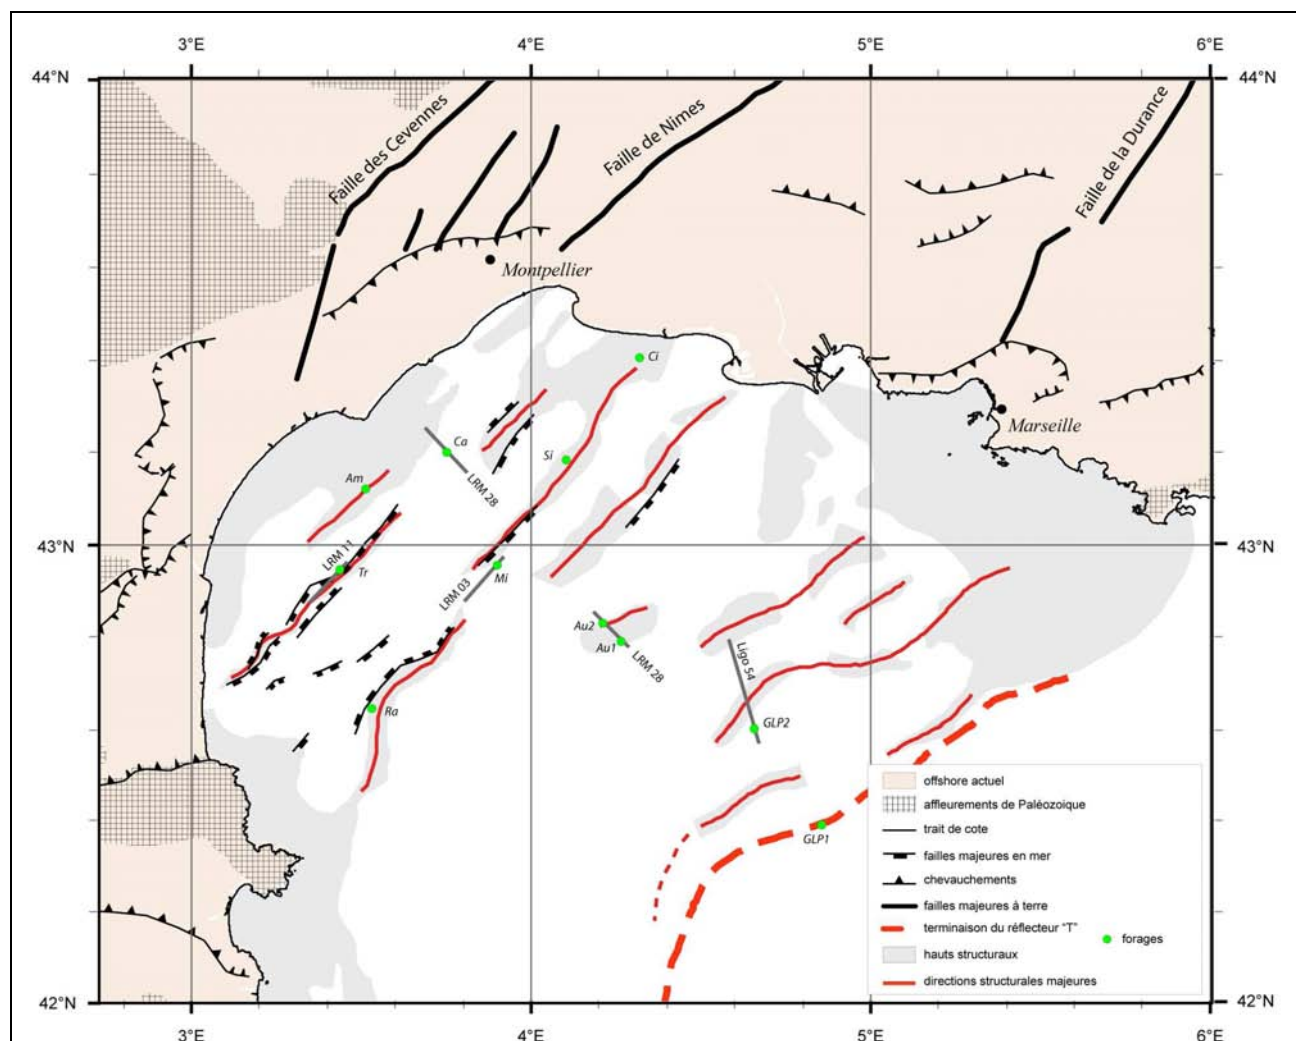 3°E 4°E 5°E 6°E
44°N 44°N
Faille des Cevennes
Faille de Nimes
Faille de la Durance
Montpellier
Ci
Marseille
Ca
Si
LRM 28
Am
43°N 43°N
LRM 11
Tr
Mi
LRM 03
Au2
Au1
LRM 28
Ligo 54
Ra
GLP2
GLP1
offshore actuel
affleurements de Paléozoique
trait de cote
failles majeures en mer
chevauchements
failles majeures à terre
terminaison du réflecteur "T"
forages
hauts structuraux
directions structurales majeures
42°N 42°N
3°E 4°E 5°E 6°E